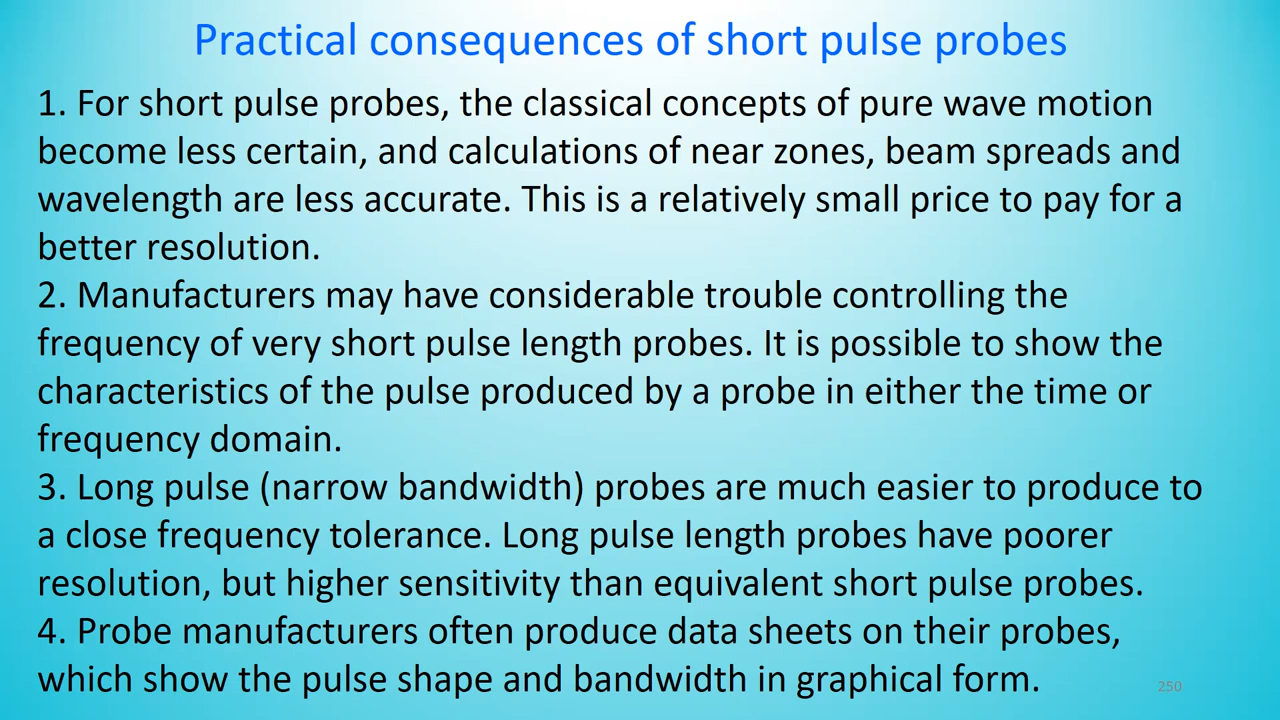 Practical consequences of short pulse probes
1. For short pulse probes, the classical concepts of pure wave motion
become less certain, and calculations of near zones, beam spreads and
wavelength are less accurate. This is a relatively small price to pay for a
better resolution.
2. Manufacturers may have considerable trouble controlling the
frequency of very short pulse length probes. It is possible to show the
characteristics of the pulse produced by a probe in either the time or
frequency domain.
3. Long pulse (narrow bandwidth) probes are much easier to produce to
a close frequency tolerance. Long pulse length probes have poorer
resolution, but higher sensitivity than equivalent short pulse probes.
4. Probe manufacturers often produce data sheets on their probes,
which show the pulse shape and bandwidth in graphical form.
250